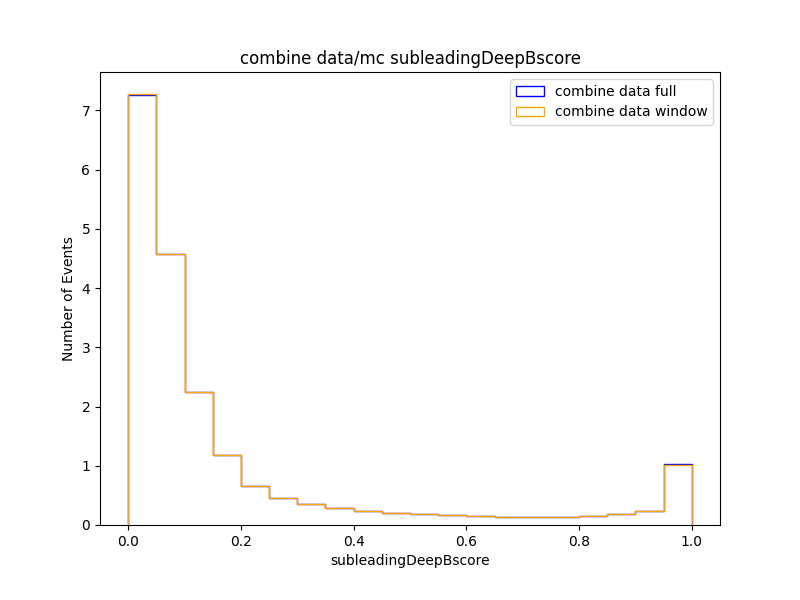 combine data/mc subleadingDeepBscore
combine data full
combine data window
Number of Events
7
6
5
4
3
2
1
0
0.0 0.2 0.4 0.6 0.8 1.0
subleadingDeepBscore